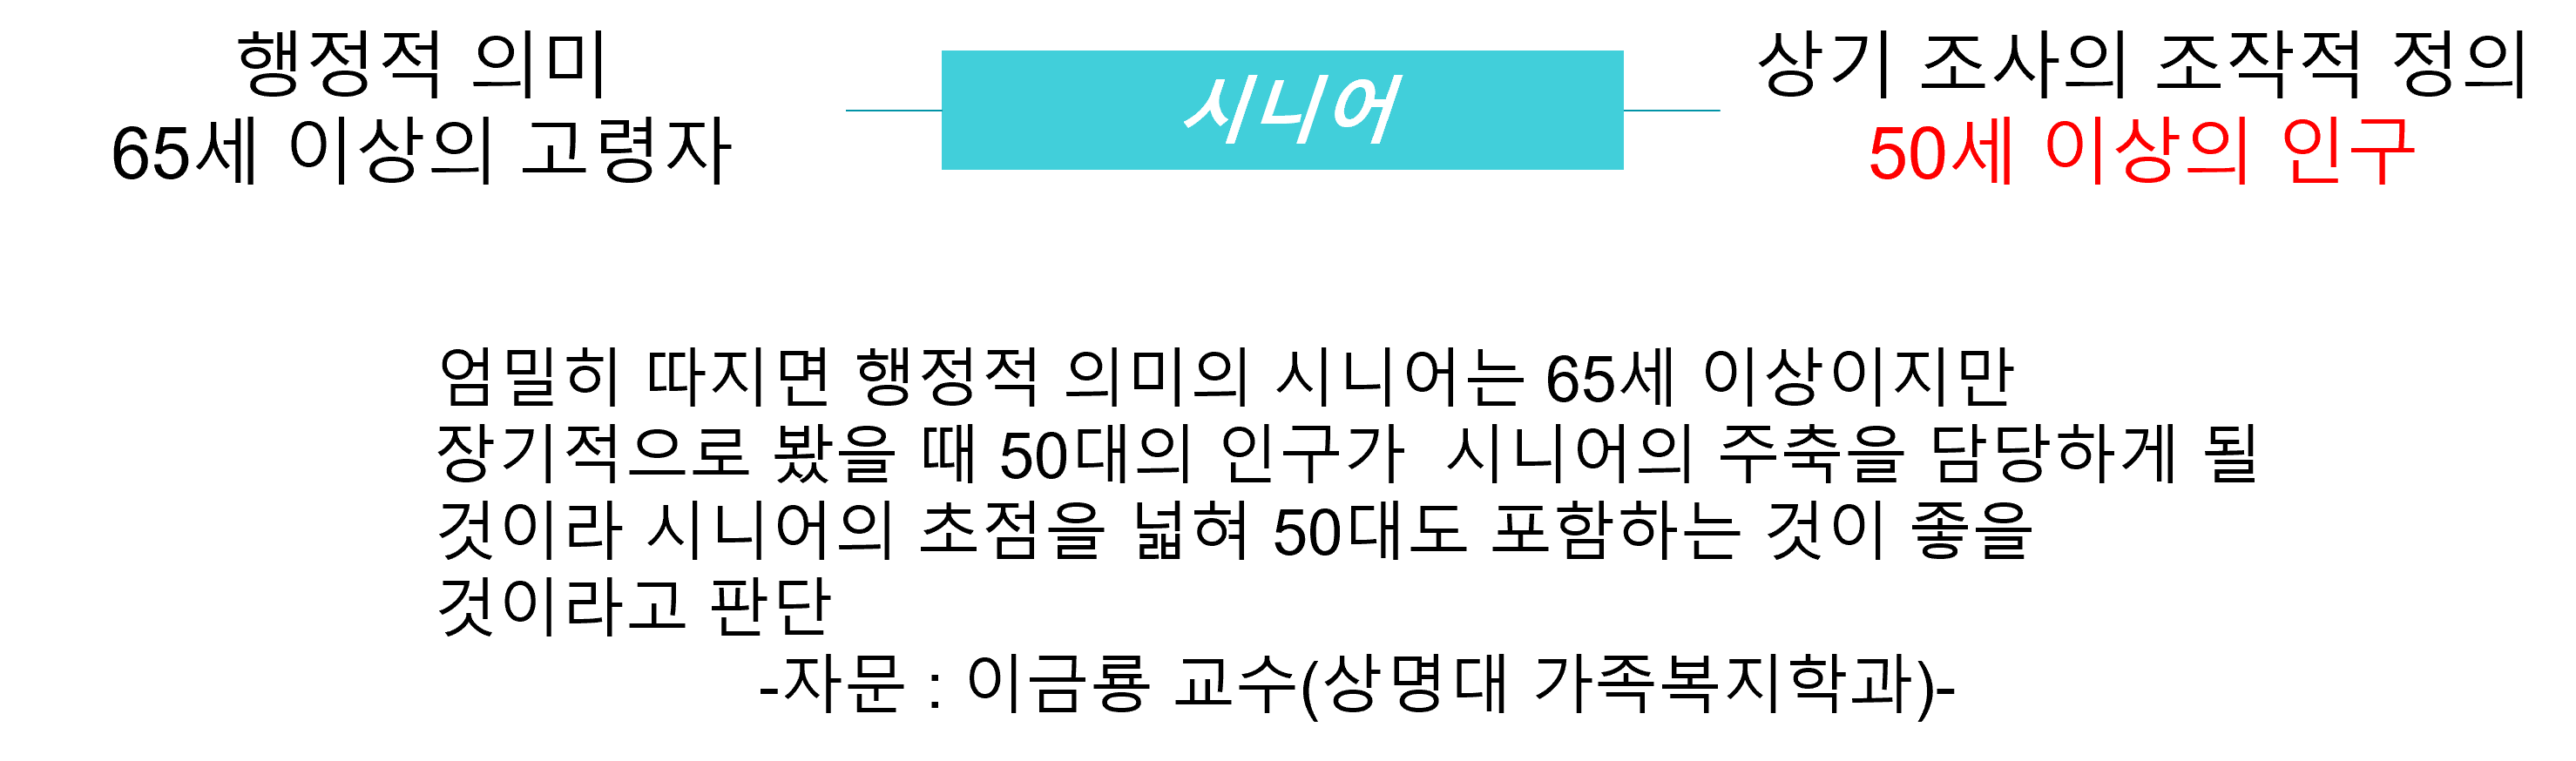 행정적 의미
65세 이상의 고령자
시니어
상기 조사의 조작적 정의
50세 이상의 인구
엄밀히 따지면 행정적 의미의 시니어는 65세 이상이지만
장기적으로 봤을 때 50대의 인구가  시니어의 주축을 담당하게 될
것이라 시니어의 초점을 넓혀 50대도 포함하는 것이 좋을
것이라고 판단
-자문 : 이금룡 교수(상명대 가족복지학과)-